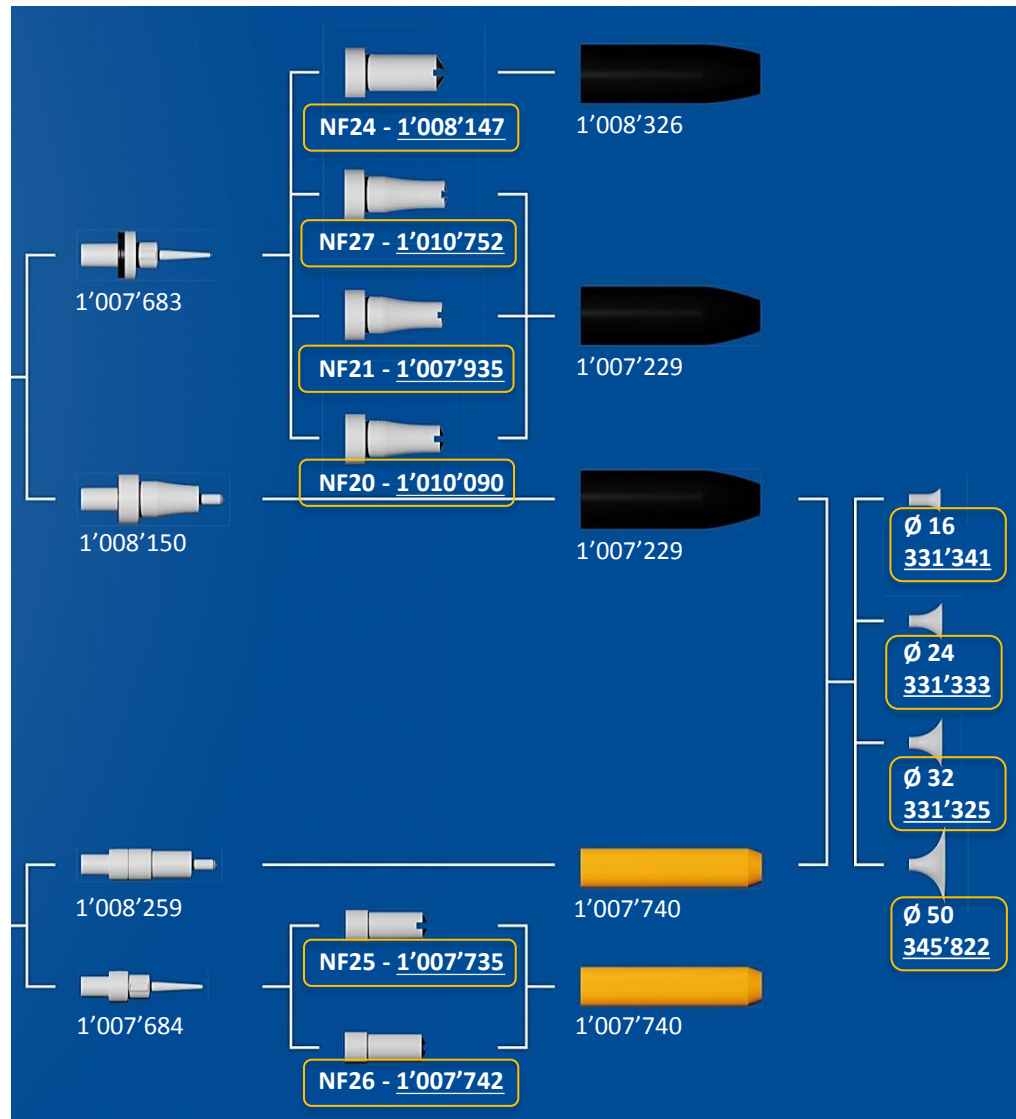 NF24 - 1’008’147
1’008’326
NF27 - 1’010’752
1’007’683
NF21 - 1’007’935
1’007’229
NF20 - 1’010’090
1’008’150
1’007’229
Ø 16
331’341
Ø 24
331’333
Ø 32
331’325
1’008’259
1’007’740
Ø 50
345’822
NF25 - 1’007’735
1’007’684
1’007’740
NF26 - 1’007’742